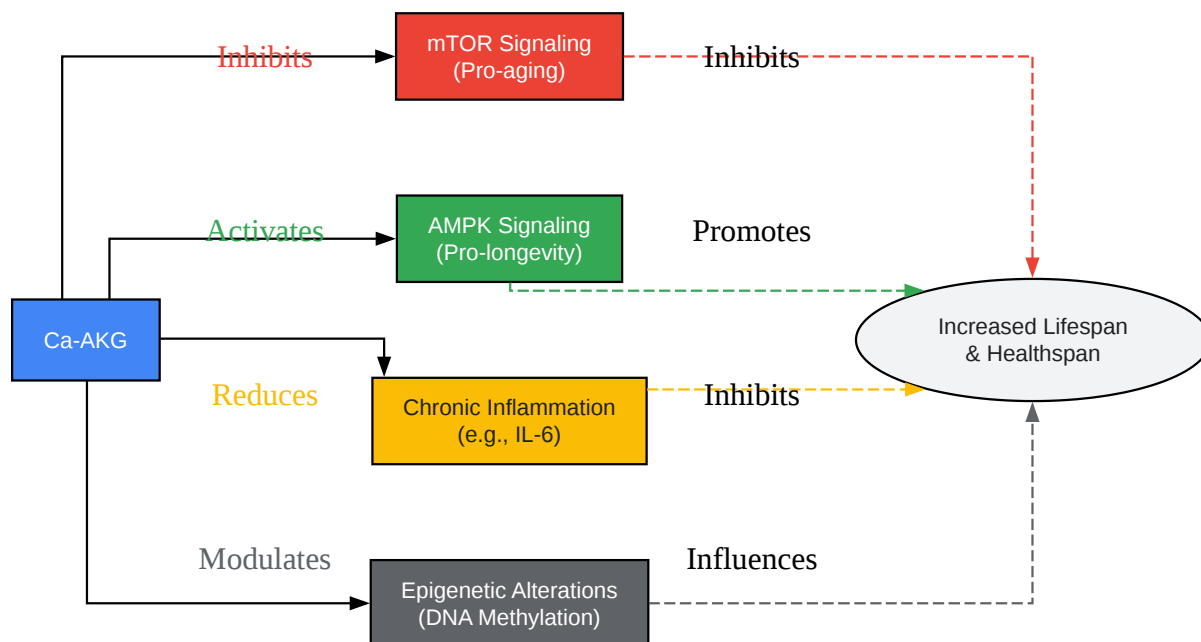 Inhibits
mTOR Signaling
(Pro-aging)
Inhibits
Activates
AMPK Signaling
(Pro-longevity)
Promotes
Ca-AKG
Increased Lifespan
& Healthspan
Reduces
Chronic Inflammation
(e.g., IL-6)
Inhibits
Modulates
Epigenetic Alterations
(DNA Methylation)
Influences